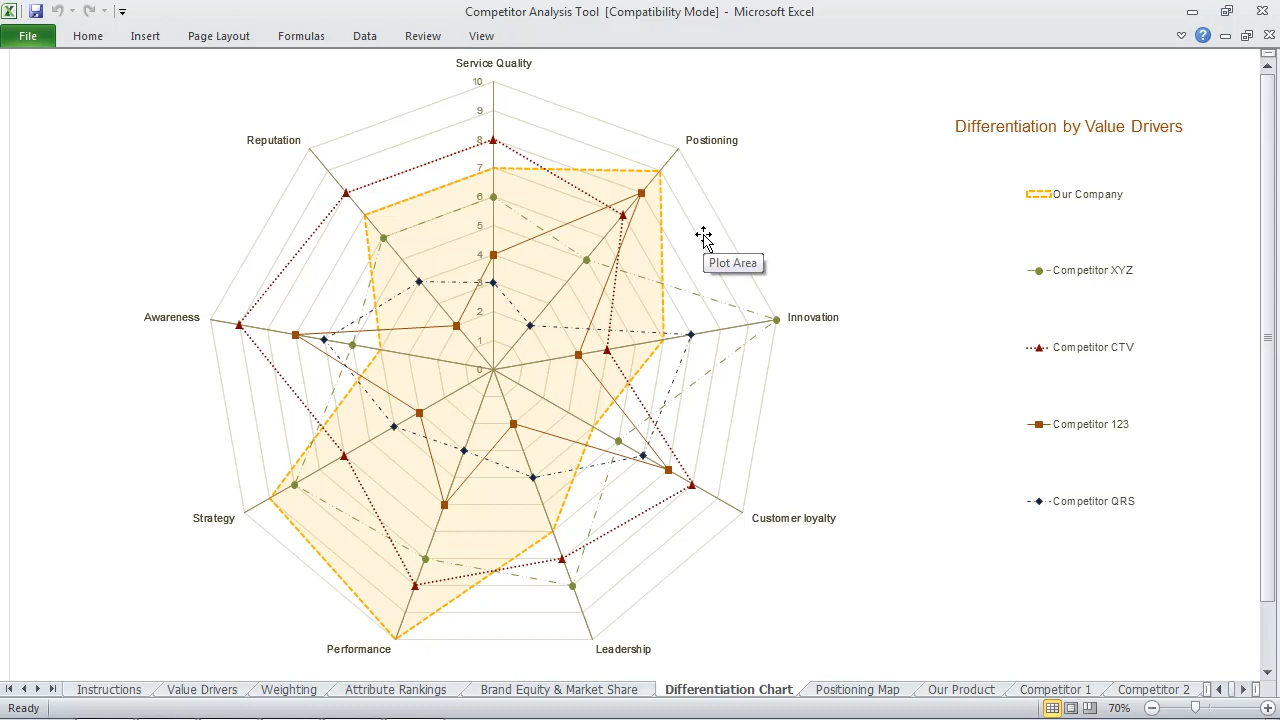 Competitor Analysis Tool [Compatibility Mode] - Microsoft Excel
File Home Insert Page Layout Formulas Data Review View
Service Quality
10
9
8
7
6
5
4
3
2
1
0
Reputation
Postioning
Differentiation by Value Drivers
Our Company
Plot Area
Competitor XYZ
Awareness
Innovation
Competitor CTV
Competitor 123
Competitor QRS
Strategy
Customer loyalty
Performance
Leadership
Instructions Value Drivers Weighting Attribute Rankings Brand Equity & Market Share Differentiation Chart Positioning Map Our Product Competitor 1 Competitor 2
Ready 70%